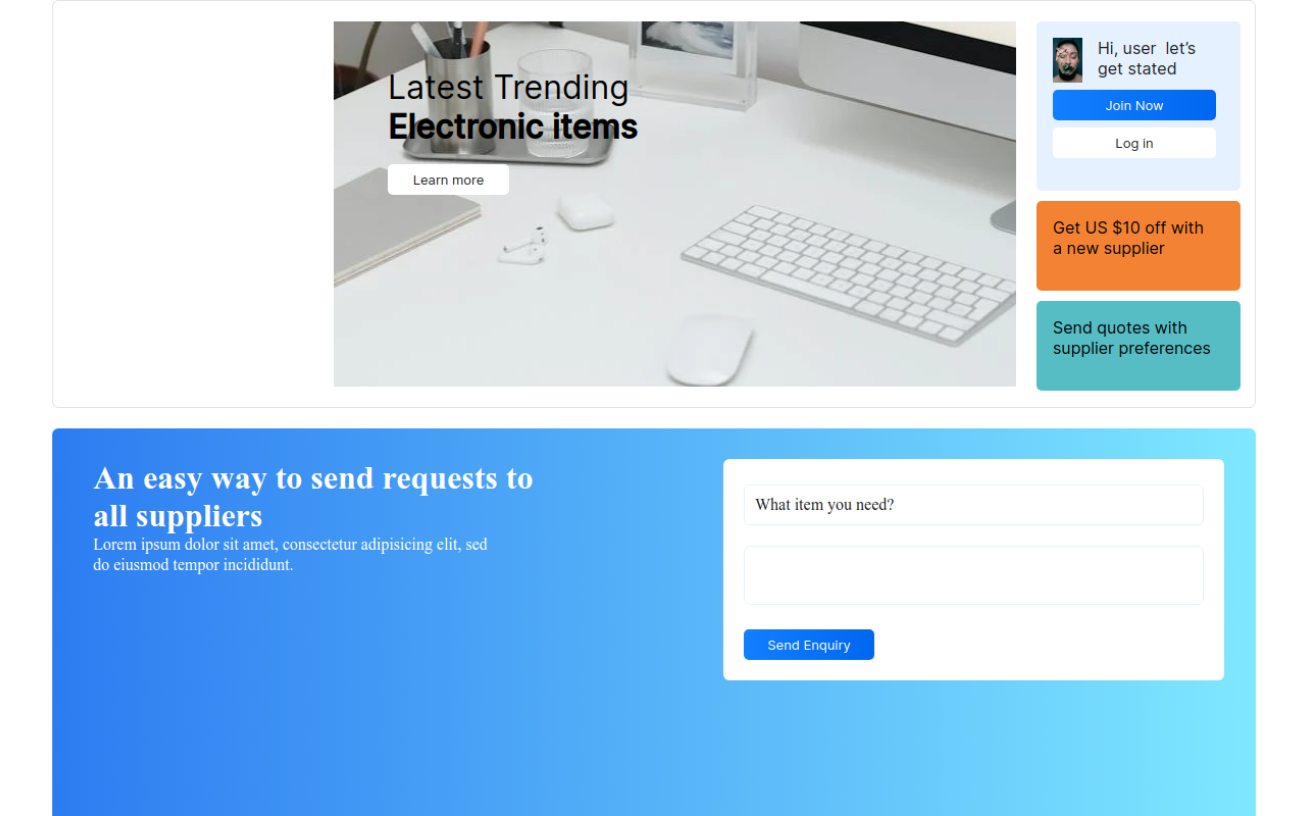 Latest Trending
Electronic items
Learn more
Hi, user  let's
get stated
Join Now
Log in
Get US $10 off with
a new supplier
Send quotes with
supplier preferences
An easy way to send requests to
all suppliers
Lorem ipsum dolor sit amet, consectetur adipisicing elit, sed
do eiusmod tempor incididunt.
What item you need?
Send Enquiry